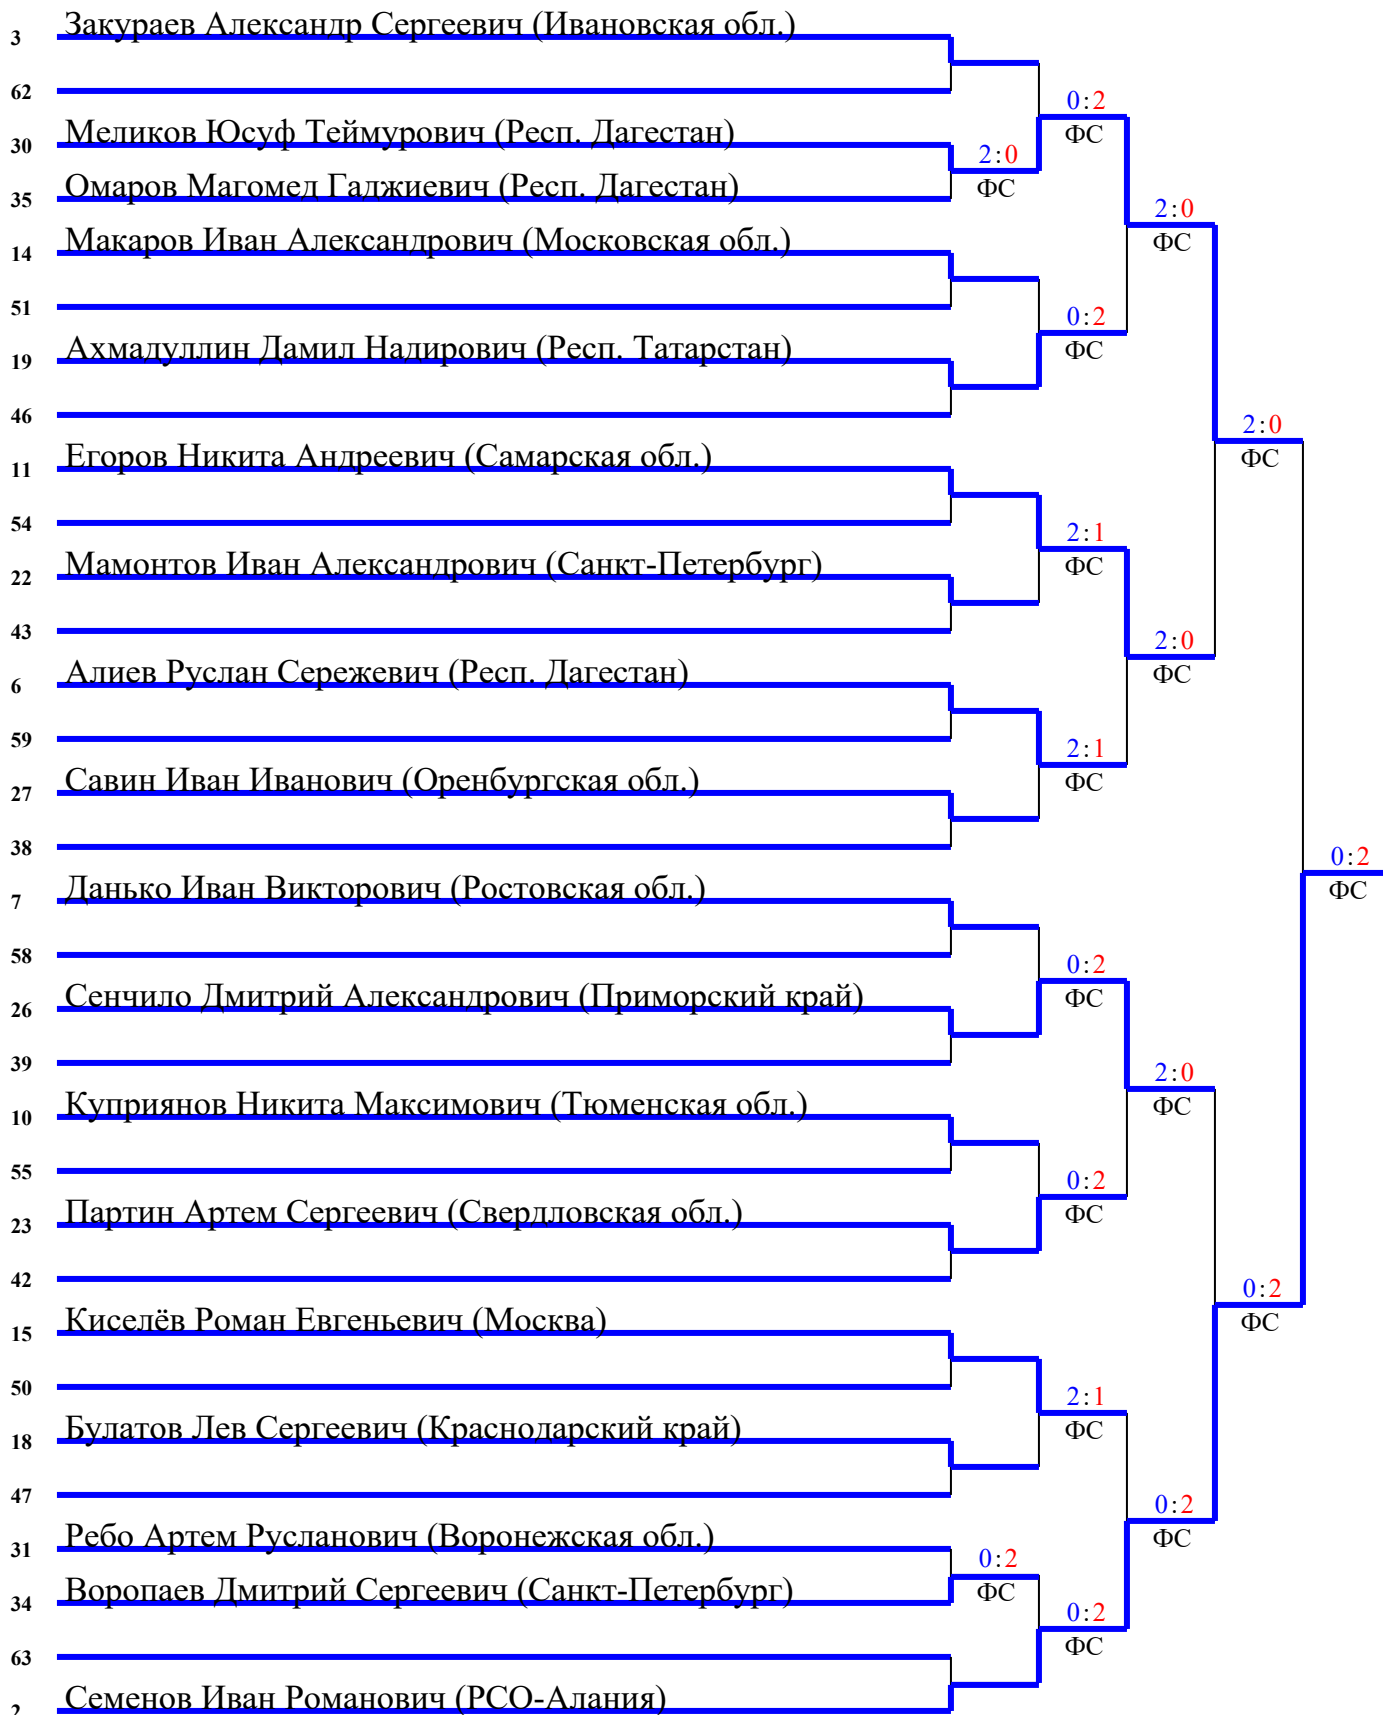 3 Закураев Александр Сергеевич (Ивановская обл.)
62
0:2
ФС
30 Меликов Юсуф Теймурович (Респ. Дагестан)
2:0
ФС
35 Омаров Магомед Гаджиевич (Респ. Дагестан)
2:0
ФС
14 Макаров Иван Александрович (Московская обл.)
51
0:2
ФС
19 Ахмадуллин Дамил Надирович (Респ. Татарстан)
46
2:0
ФС
11 Егоров Никита Андреевич (Самарская обл.)
54
2:1
ФС
22 Мамонтов Иван Александрович (Санкт-Петербург)
43
2:0
ФС
6 Алиев Руслан Сережевич (Респ. Дагестан)
59
2:1
ФС
27 Савин Иван Иванович (Оренбургская обл.)
38
0:2
ФС
7 Данько Иван Викторович (Ростовская обл.)
58
0:2
ФС
26 Сенчило Дмитрий Александрович (Приморский край)
39
2:0
ФС
10 Куприянов Никита Максимович (Тюменская обл.)
55
0:2
ФС
23 Партин Артем Сергеевич (Свердловская обл.)
42
0:2
ФС
15 Киселёв Роман Евгеньевич (Москва)
50
2:1
ФС
18 Булатов Лев Сергеевич (Краснодарский край)
47
0:2
ФС
31 Ребо Артем Русланович (Воронежская обл.)
0:2
ФС
34 Воропаев Дмитрий Сергеевич (Санкт-Петербург)
0:2
ФС
63
2 Семенов Иван Романович (РСО-Алания)